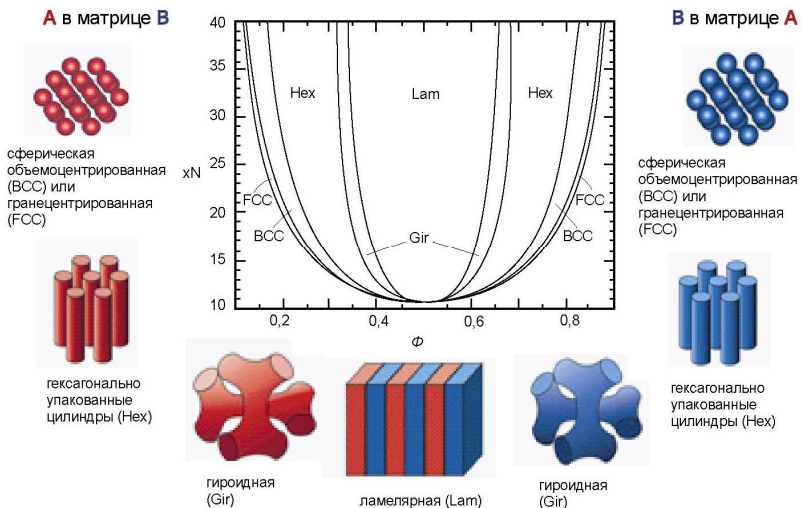 А в матрице В
сферическая
объемоцентрированная
(BCC) или
гранецентрированная
(FCC)
гексагонально
упакованные
цилиндры (Hex)
40
35
30
25
20
15
10
xN
Hex
Lam
Hex
FCC
BCC
Gir
BCC
FCC
0,2
0,4
0,6
0,8
Ф
В в матрице А
сферическая
объемоцентрированная
(BCC) или
гранецентрированная
(FCC)
гексагонально
упакованные
цилиндры (Hex)
гироидная
(Gir)
ламелярная (Lam)
гироидная
(Gir)